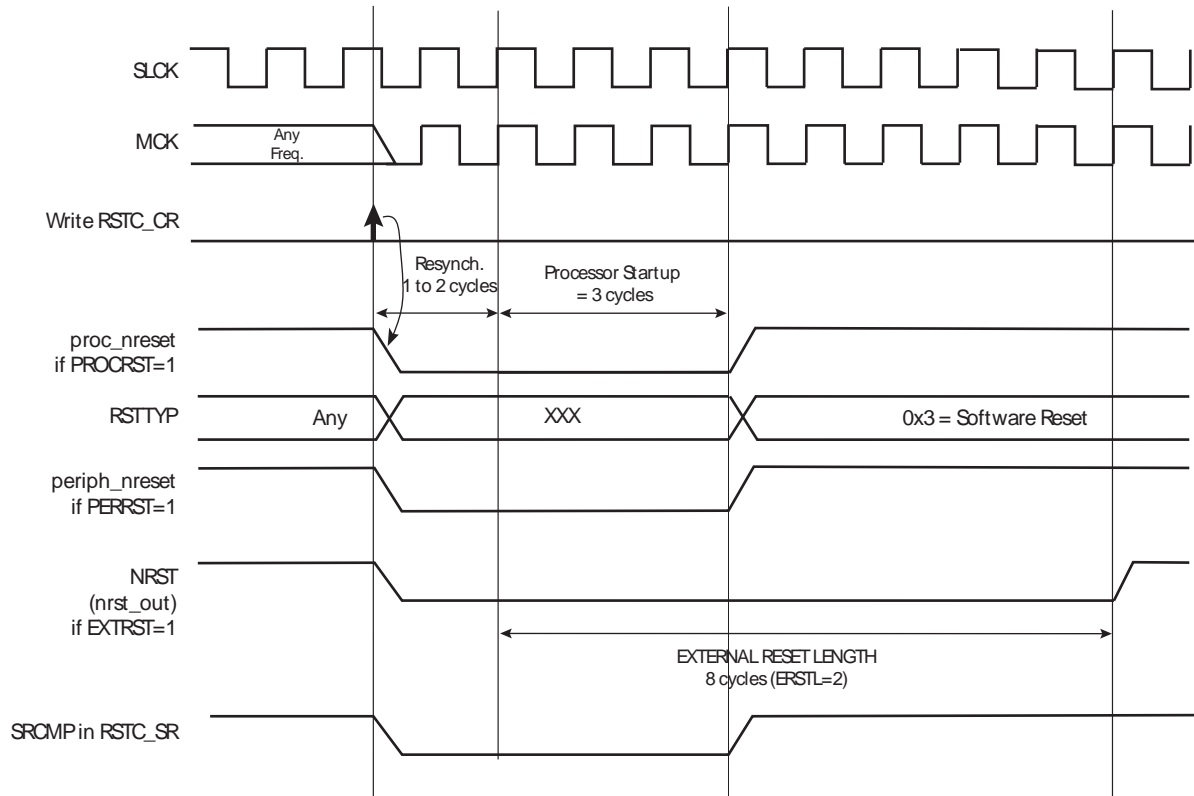 SLCK
MCK
Any
Freq.
Write RSTC_CR
Resynch.
1 to 2 cycles
Processor Startup
= 3 cycles
proc_nreset
if PROCRST=1
RSTTYP
Any
XXX
0x3 = Software Reset
periph_nreset
if PERRST=1
NRST
(nrst_out)
if EXTRST=1
EXTERNAL RESET LENGTH
8 cycles (ERSTL=2)
SRCMP in RSTC_SR